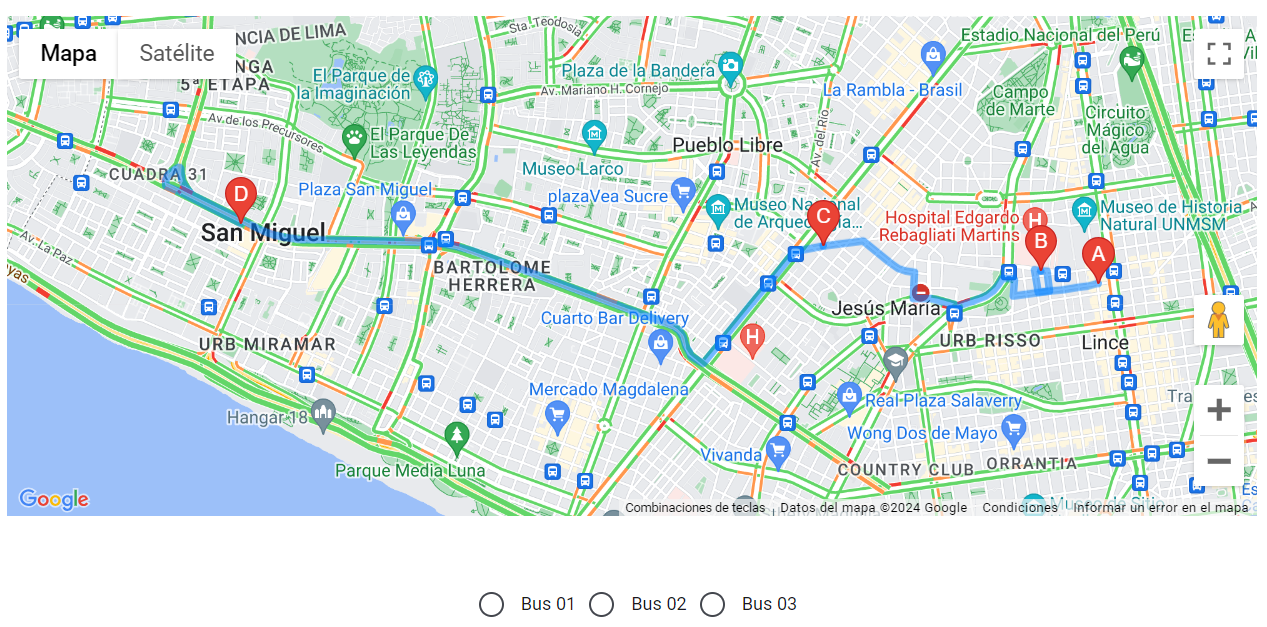 Mapa
Satélite
NCIA DE LIMA
Sta. Teodosia
Estadio Nacional del Perú
NGA
5ª ETAPA
El Parque de
la Imaginación
Plaza de la Bandera
Av. Mariano H. Cornejo
La Rambla - Brasil
Campo
de Marte
Circuito
Mágico
del Agua
Av. de los Precursores
El Parque De
Las Leyendas
Museo Larco
Pueblo Libre
Av. del Río
CUADRA 31
D
Plaza San Miguel
plazaVea Sucre
Museo Nacional
de Arqueología...
C
Hospital Edgardo
Rebagliati Martins
H
B
A
Museo de Historia
Natural UNMSM
San Miguel
Av. La Paz
BARTOLOME
HERRERA
Cuarto Bar Delivery
Jesús María
H
URB MIRAMAR
URB RISSO
Lince
Mercado Magdalena
Hangar 18
Real Plaza Salaverry
Wong Dos de Mayo
Vivanda
Parque Media Luna
COUNTRY CLUB
ORRANTIA
Google
Combinaciones de teclas
Datos del mapa ©2024 Google
Condiciones
Informar un error en el mapa
Bus 01
Bus 02
Bus 03